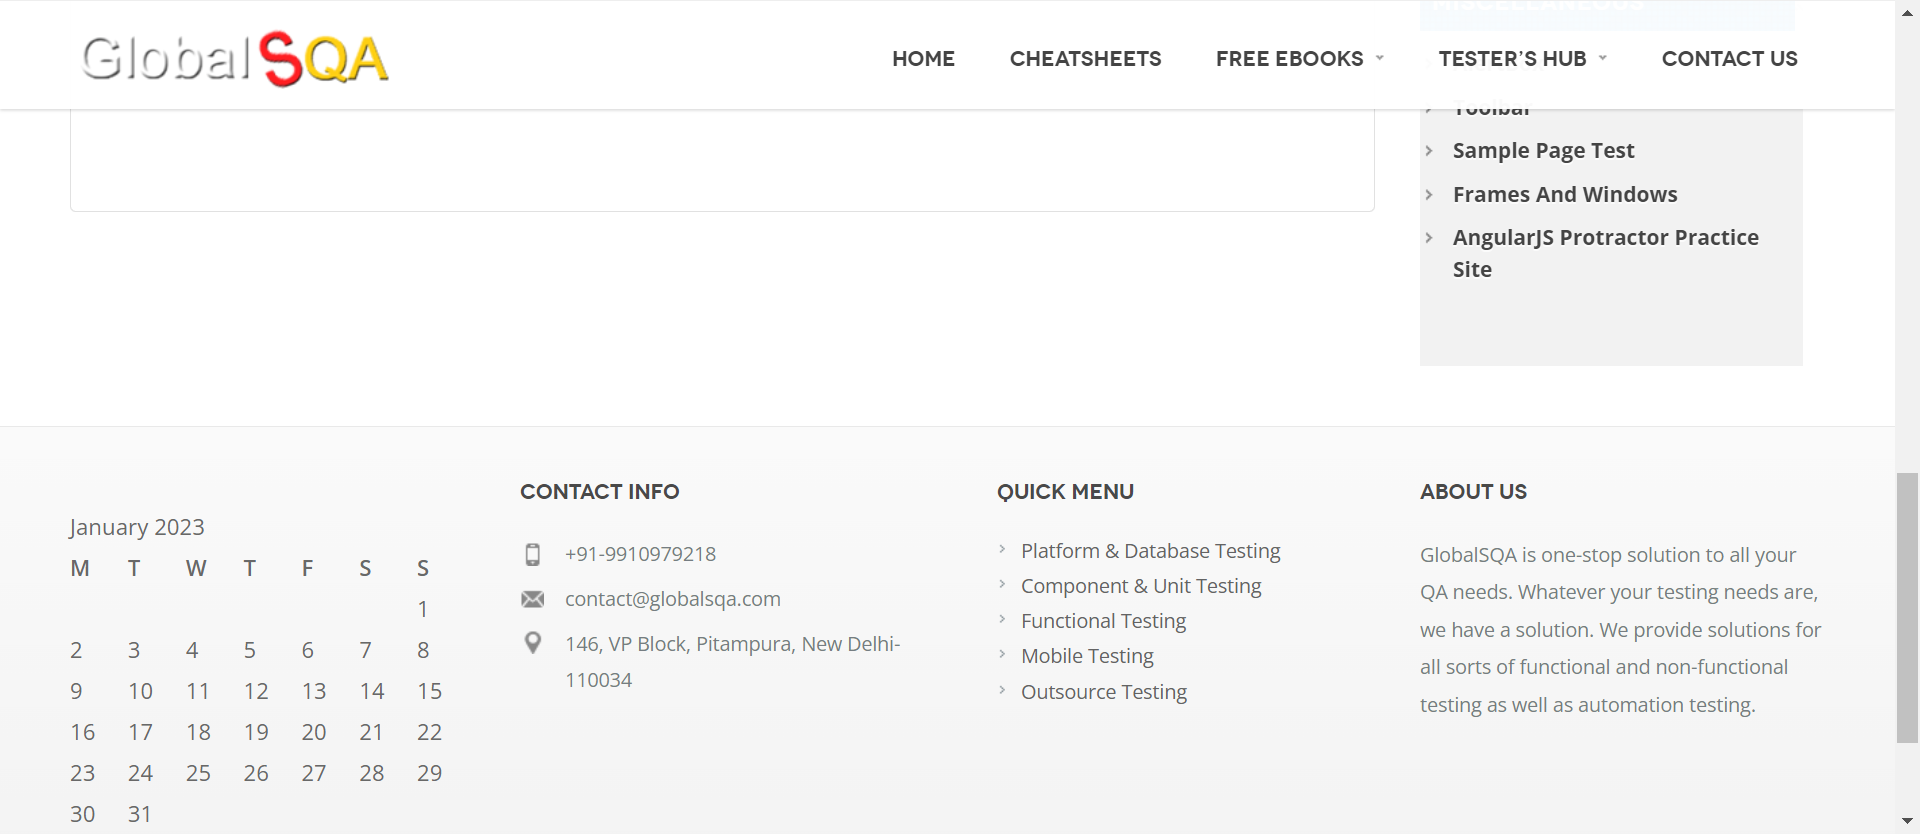 MISCELLANEOUS
GlobalSQA
HOME CHEATSHEETS FREE EBOOKS TESTER’S HUB CONTACT US
Toolbar
Sample Page Test
Frames And Windows
AngularJS Protractor Practice
Site
January 2023
M T W T F S S
1
2 3 4 5 6 7 8
9 10 11 12 13 14 15
16 17 18 19 20 21 22
23 24 25 26 27 28 29
30 31
CONTACT INFO
+91-9910979218
contact@globalsqa.com
146, VP Block, Pitampura, New Delhi-
110034
QUICK MENU
Platform & Database Testing
Component & Unit Testing
Functional Testing
Mobile Testing
Outsource Testing
ABOUT US
GlobalSQA is one-stop solution to all your
QA needs. Whatever your testing needs are,
we have a solution. We provide solutions for
all sorts of functional and non-functional
testing as well as automation testing.